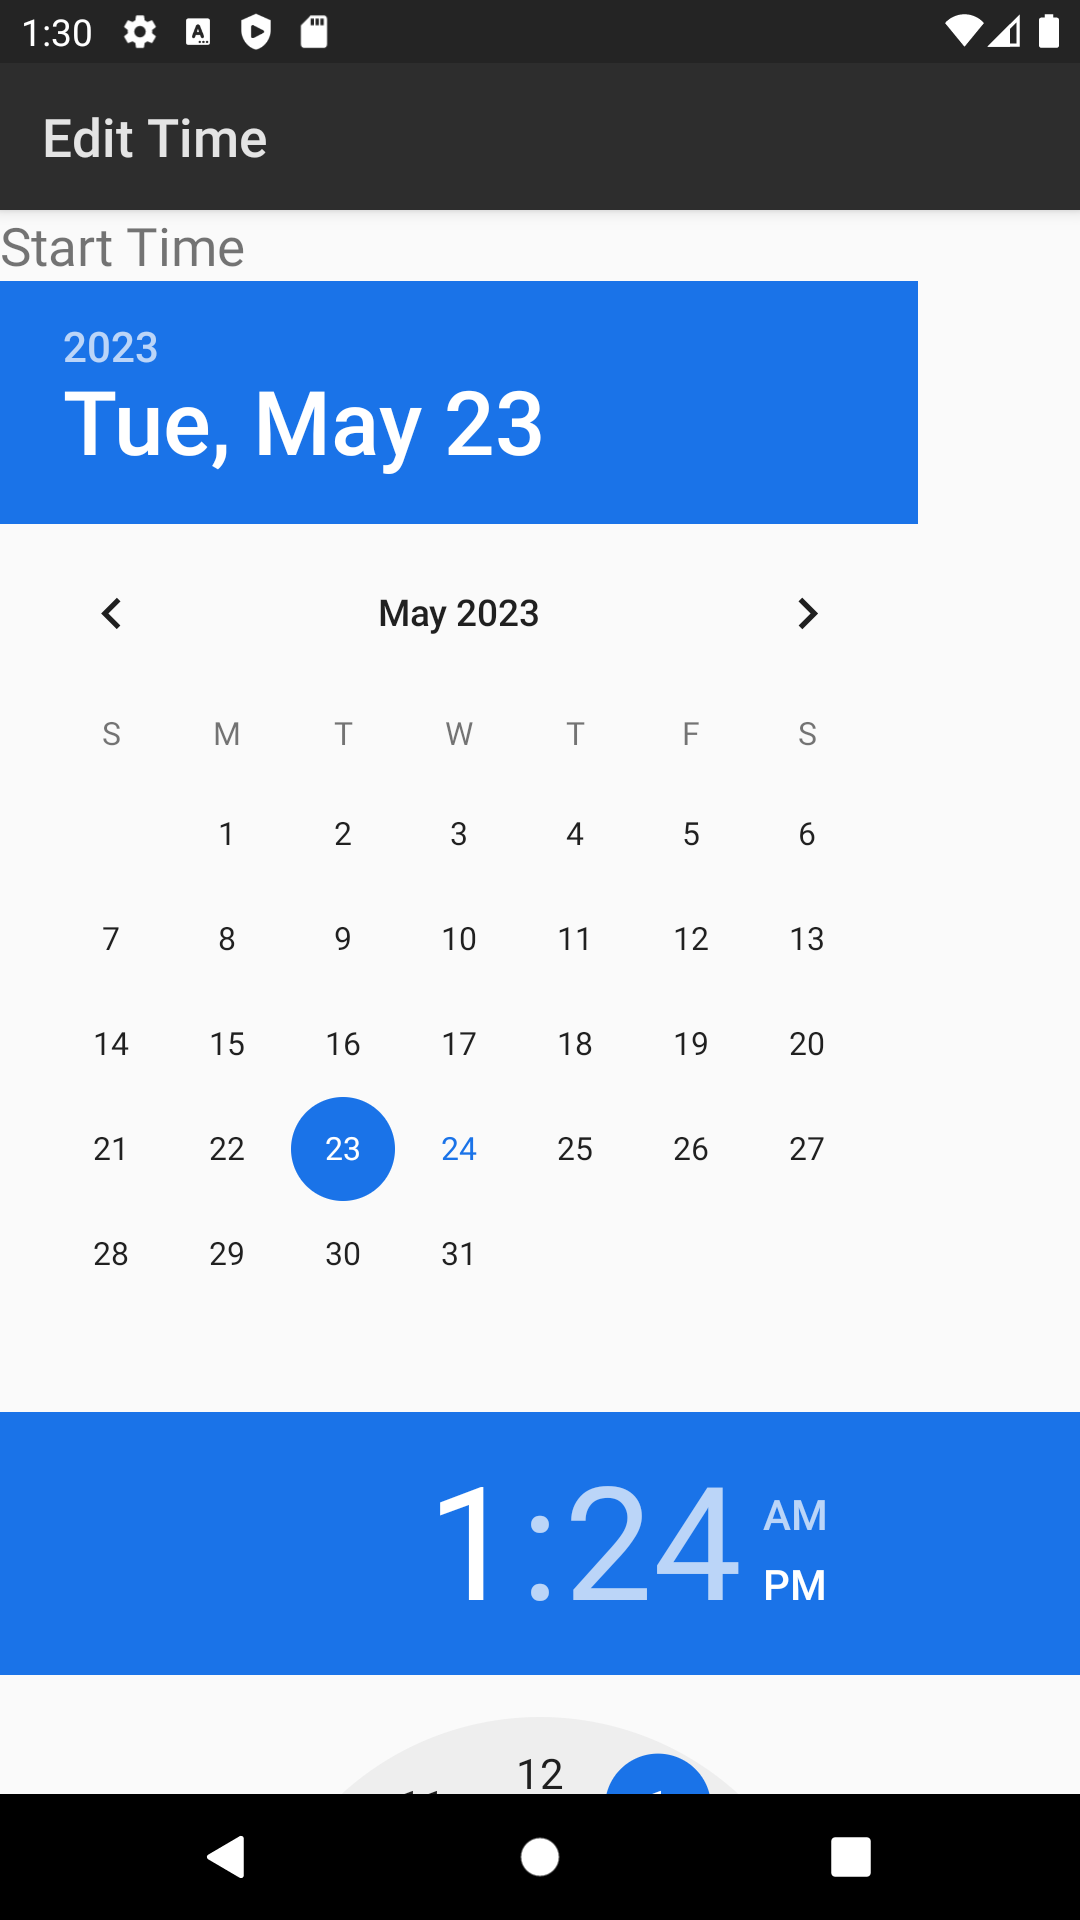 1:30
Edit Time
Start Time
2023
Tue, May 23
May 2023
S M T W T F S
1 2 3 4 5 6
7 8 9 10 11 12 13
14 15 16 17 18 19 20
21 22 23 24 25 26 27
28 29 30 31
1:24 AM
PM
12